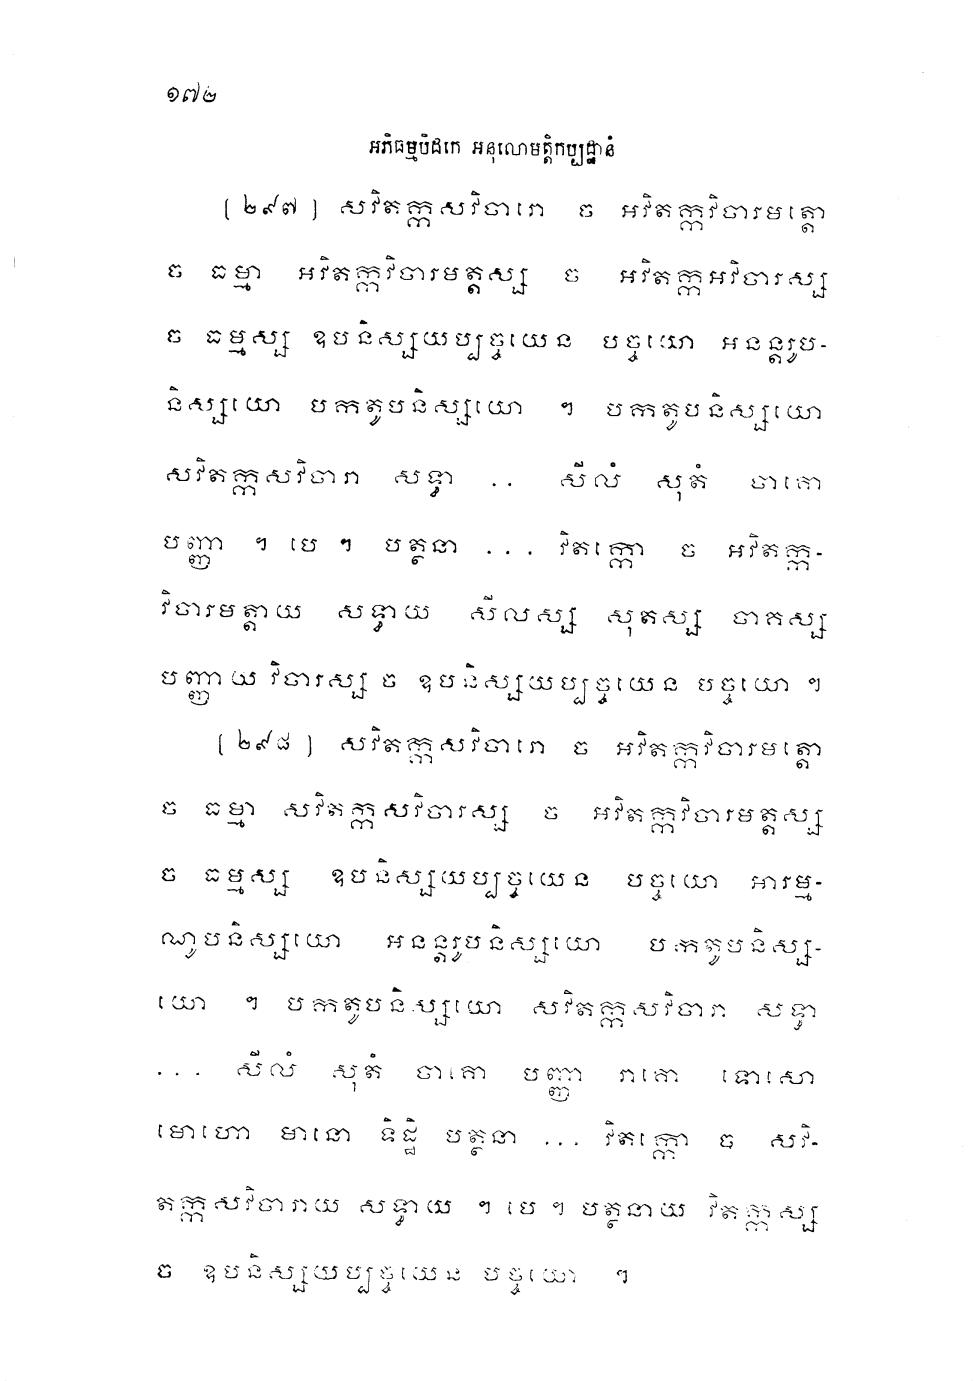 ១៧២
អភិធម្មបិដកេ អនុលោមត្តិកប្បដ្ឋានំ
[២៩៧] សវិតក្កសវិចារោ ច អវិតក្កវិចារមត្តោ
ច ធម្មា អវិតក្កវិចារមត្តស្ស ច អវិតក្កអវិចារស្ស
ច ធម្មស្ស ឧបនិស្សយប្បច្ចយេន បច្ចយោ អនន្តរូប-
និស្សយោ បកតូបនិស្សយោ ។ បកតូបនិស្សយោ
សវិតក្កសវិចារា សទ្ធា .. សីលំ សុតំ ចាគោ
បញ្ញា ។ បេ ។ បត្ថនា ... វិតក្កោ ច អវិតក្ក-
វិចារមត្តាយ សទ្ធាយ សីលស្ស សុតស្ស ចាគស្ស
បញ្ញាយ វិចារស្ស ច ឧបនិស្សយប្បច្ចយេន បច្ចយោ ។
[២៩៨] សវិតក្កសវិចារោ ច អវិតក្កវិចារមត្តោ
ច ធម្មា សវិតក្កសវិចារស្ស ច អវិតក្កវិចារមត្តស្ស
ច ធម្មស្ស ឧបនិស្សយប្បច្ចយេន បច្ចយោ អារម្ម-
ណូបនិស្សយោ អនន្តរូបនិស្សយោ បកតូបនិស្ស-
យោ ។ បកតូបនិស្សយោ សវិតក្កសវិចារា សទ្ធា
... សីលំ សុតំ ចាគោ បញ្ញា រាគោ ទោសោ
មោហោ មានោ ទិដ្ឋិ បត្ថនា ... វិតក្កោ ច សវិ-
តក្កសវិចារាយ សទ្ធាយ ។ បេ ។ បត្ថនាយ វិតក្កស្ស
ច ឧបនិស្សយប្បច្ចយេន បច្ចយោ ។